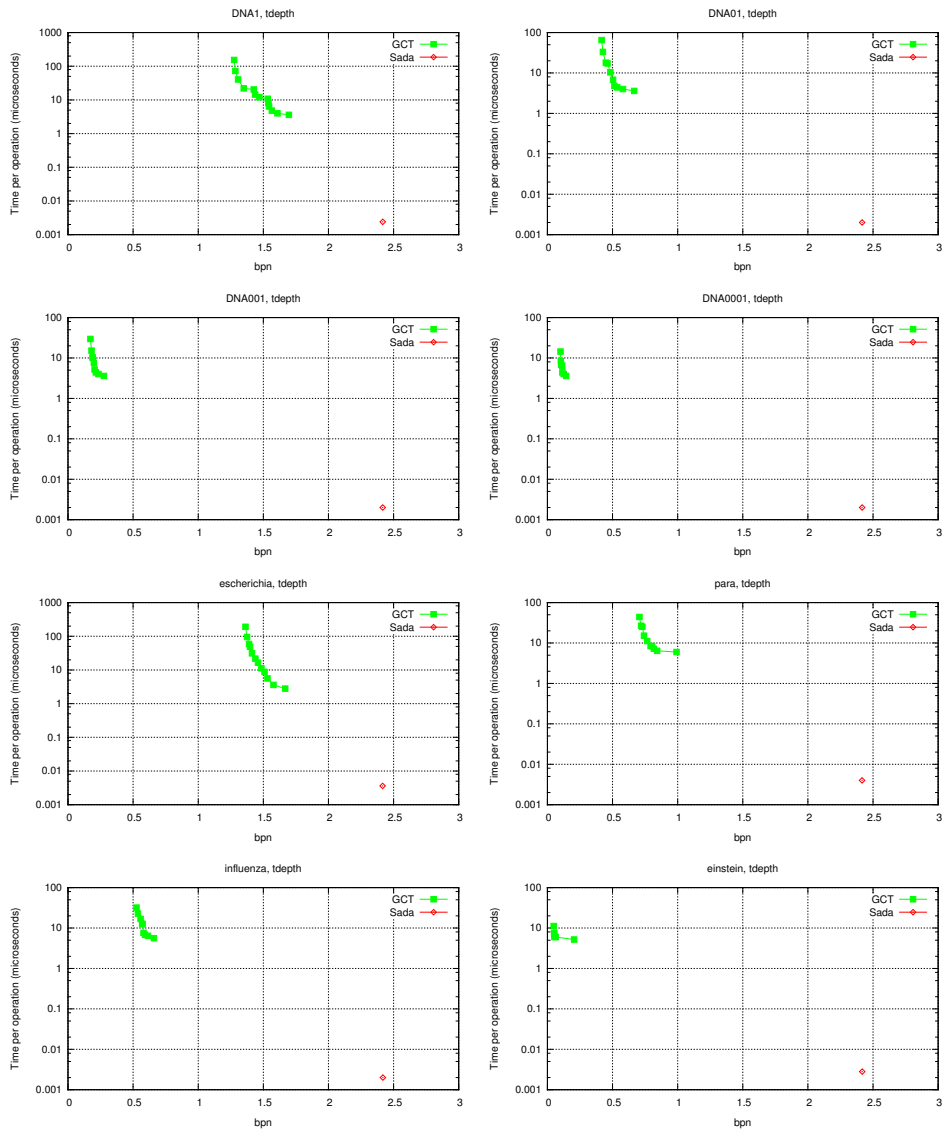 DNA1, tdepth
Time per operation (microseconds)
1000
100
10
1
0.1
0.01
0.001
0 0.5 1 1.5 2 2.5 3
bpn
GCT
Sada
DNA01, tdepth
Time per operation (microseconds)
100
10
1
0.1
0.01
0.001
0 0.5 1 1.5 2 2.5 3
bpn
GCT
Sada
DNA001, tdepth
Time per operation (microseconds)
100
10
1
0.1
0.01
0.001
0 0.5 1 1.5 2 2.5 3
bpn
GCT
Sada
DNA0001, tdepth
Time per operation (microseconds)
100
10
1
0.1
0.01
0.001
0 0.5 1 1.5 2 2.5 3
bpn
GCT
Sada
escherichia, tdepth
Time per operation (microseconds)
1000
100
10
1
0.1
0.01
0.001
0 0.5 1 1.5 2 2.5 3
bpn
GCT
Sada
para, tdepth
Time per operation (microseconds)
100
10
1
0.1
0.01
0.001
0 0.5 1 1.5 2 2.5 3
bpn
GCT
Sada
influenza, tdepth
Time per operation (microseconds)
100
10
1
0.1
0.01
0.001
0 0.5 1 1.5 2 2.5 3
bpn
GCT
Sada
einstein, tdepth
Time per operation (microseconds)
100
10
1
0.1
0.01
0.001
0 0.5 1 1.5 2 2.5 3
bpn
GCT
Sada